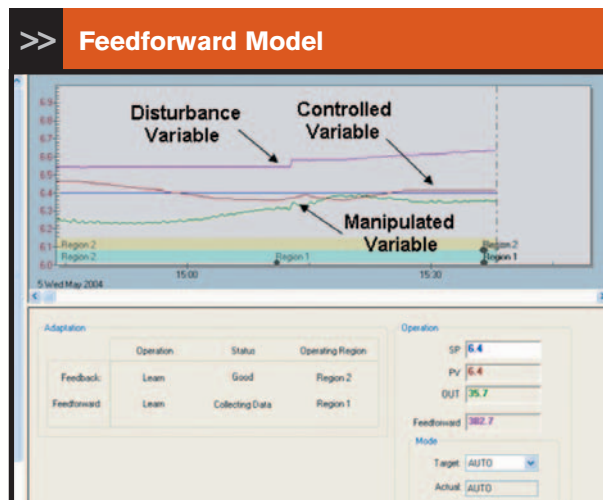 >> Feedforward Model
6.9
6.8
6.7
6.6
6.5
6.4
6.3
6.2
6.1
6.0
Disturbance
Variable
Controlled
Variable
Manipulated
Variable
Region 2
Region 2
Region 2
Region 1
Region 1
15:00
15:30
5 Wed May 2004
Adaptation
Operation
Status
Operating Region
Feedback:
Learn
Good
Region 2
Feedforward:
Learn
Collecting Data
Region 1
Operation
SP 6.4
PV 6.4
OUT 35.7
Feedforward 382.7
Mode
Target: AUTO
Actual: AUTO